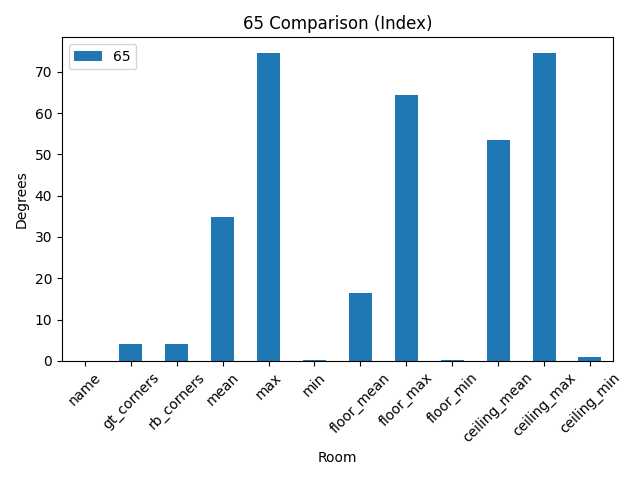 65 Comparison (Index)
65
Degrees
70
60
50
40
30
20
10
0
name
gt_corners
rb_corners
mean
max
min
floor_mean
floor_max
floor_min
ceiling_mean
ceiling_max
ceiling_min
Room